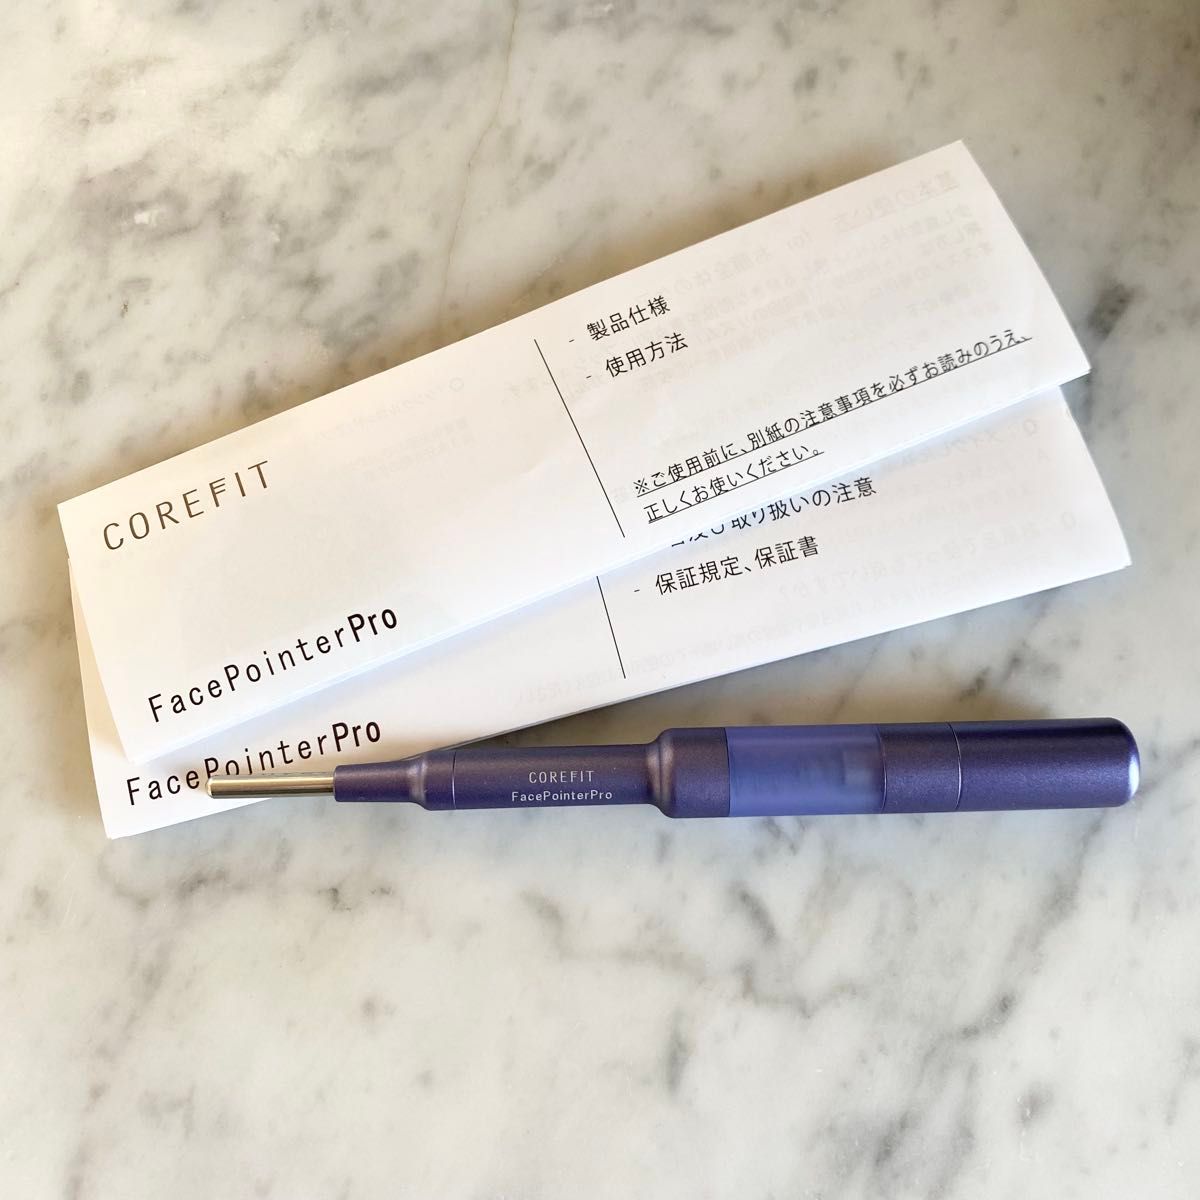 COREFIT
FacePointerPro
- 製品仕様
- 使用方法
※ご使用前に、別紙の注意事項を必ずお読みのうえ、
正しくお使いください。
取り扱いの注意
- 保証規定、保証書
FacePointerPro
COREFIT
FacePointerPro